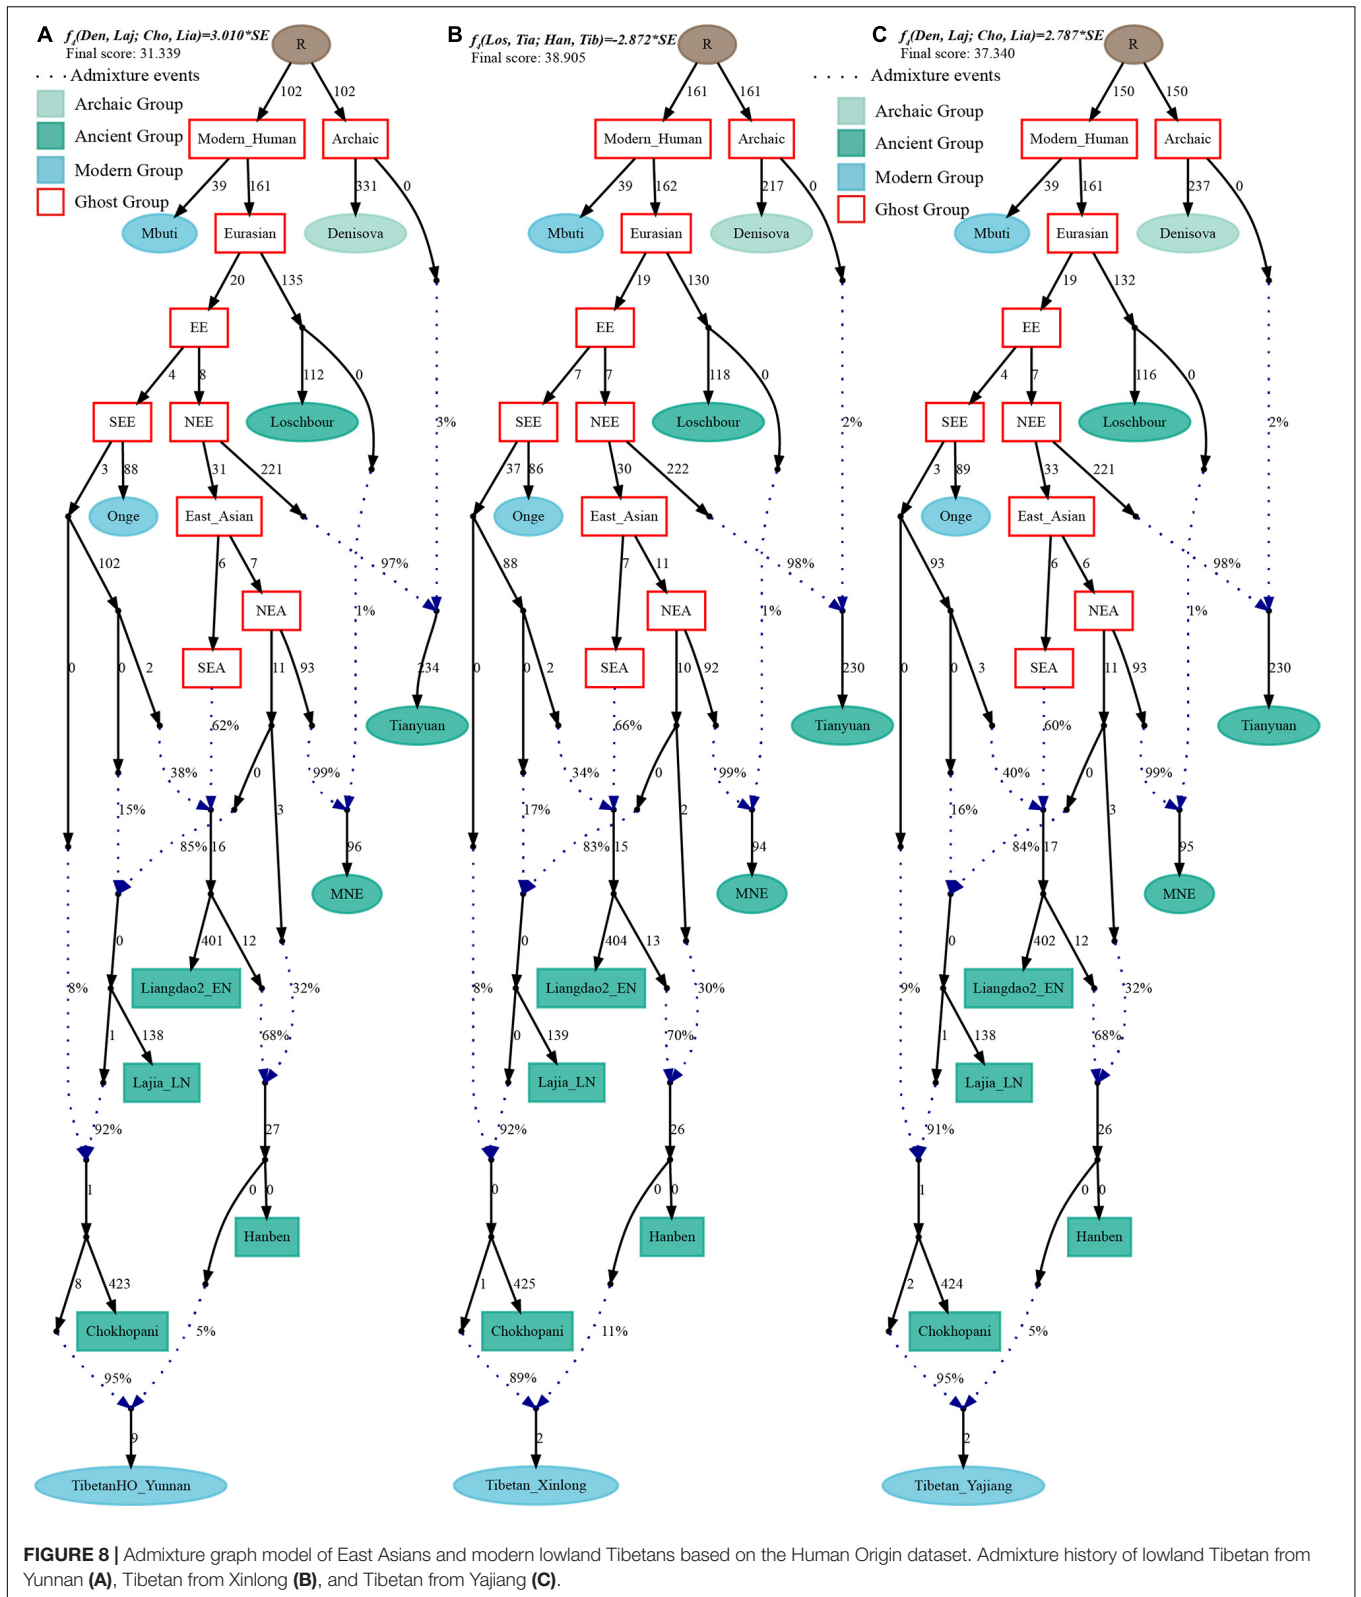 A f4(Den, Laj; Cho, Lia)=3.010*SE
Final score: 31.339
Admixture events
Archaic Group
Ancient Group
Modern Group
Ghost Group
R
102 102
Modern_Human Archaic
39 161 331 0
Mbuti Eurasian Denisova
20 135
EE
4 8 112 0
SEE NEE Loschbour 3%
3 88 31 221
Onge East_Asian
102 6 7 97%
NEA 1%
0 0 2 SEA 11 93 234
62% Tianyuan
38% 0 99%
15% 3
85% 16 96
MNE
0 401 12
8% Liangdao2_EN 32%
1 138 68%
Lajia_LN
92% 27
1 0 0
Hanben
8 423
Chokhopani 5%
95%
9
TibetanHO_Yunnan
B f4(Los, Tia; Han, Tib)=-2.872*SE
Final score: 38.905
R
161 161
Modern_Human Archaic
39 162 217 0
Mbuti Eurasian Denisova
19 130
EE
7 7 118 0
SEE NEE Loschbour 2%
37 86 30 222
Onge East_Asian
88 7 11 98%
NEA 1%
0 0 2 SEA 10 92 230
66% Tianyuan
34% 0 99%
17% 2
83% 15 94
MNE
0 404 13
8% Liangdao2_EN 30%
0 139 70%
Lajia_LN
92% 26
0 0 0
Hanben
1 425
Chokhopani 11%
89%
2
Tibetan_Xinlong
C f4(Den, Laj; Cho, Lia)=2.787*SE
Final score: 37.340
Admixture events
Archaic Group
Ancient Group
Modern Group
Ghost Group
R
150 150
Modern_Human Archaic
39 161 237 0
Mbuti Eurasian Denisova
19 132
EE
4 7 116 0
SEE NEE Loschbour 2%
3 89 33 221
Onge East_Asian
93 6 6 98%
NEA 1%
0 0 3 SEA 11 93 230
60% Tianyuan
40% 0 99%
16% 3
84% 17 95
MNE
0 402 12
9% Liangdao2_EN 32%
1 138 68%
Lajia_LN
91% 26
1 0 0
Hanben
2 424
Chokhopani 5%
95%
2
Tibetan_Yajiang
FIGURE 8 | Admixture graph model of East Asians and modern lowland Tibetans based on the Human Origin dataset. Admixture history of lowland Tibetan from
Yunnan (A), Tibetan from Xinlong (B), and Tibetan from Yajiang (C).